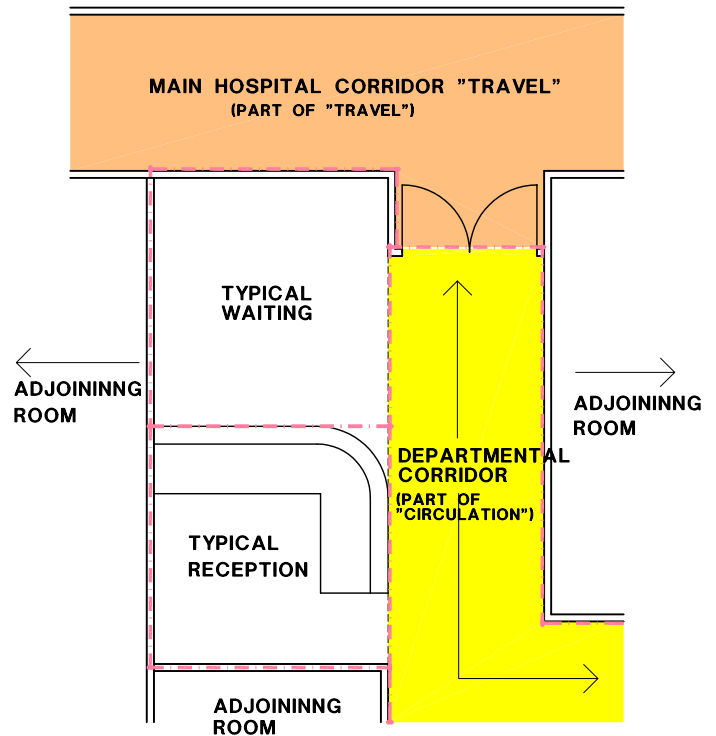 MAIN HOSPITAL CORRIDOR "TRAVEL"
(PART OF "TRAVEL")
TYPICAL
WAITING
ADJOININNG
ROOM
ADJOININNG
ROOM
DEPARTMENTAL
CORRIDOR
(PART OF
"CIRCULATION")
TYPICAL
RECEPTION
ADJOININNG
ROOM